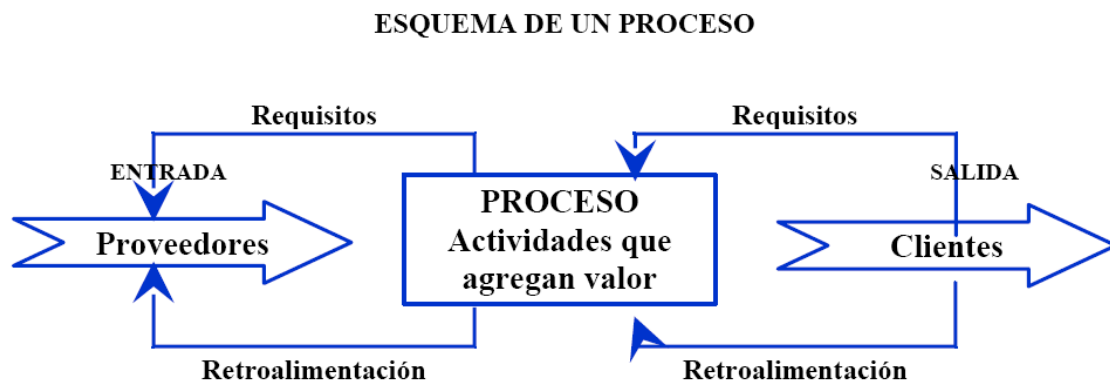 ESQUEMA DE UN PROCESO
Requisitos
Requisitos
ENTRADA
SALIDA
Proveedores
PROCESO
Actividades que
agregan valor
Clientes
Retroalimentación
Retroalimentación